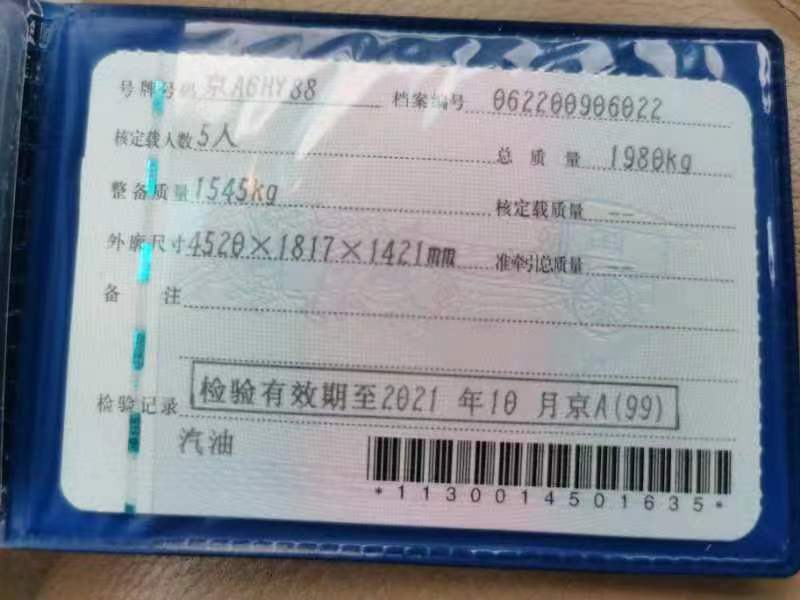 号牌号码 京A6HY88 档案编号 062200906022
核定载人数 5人 总质量 1980kg
整备质量 1545kg 核定载质量 --
外廓尺寸 4520×1817×1421mm 准牵引总质量 --
备 注
检验记录 检验有效期至2021 年10 月京A(99)
汽油
*1130014501635*